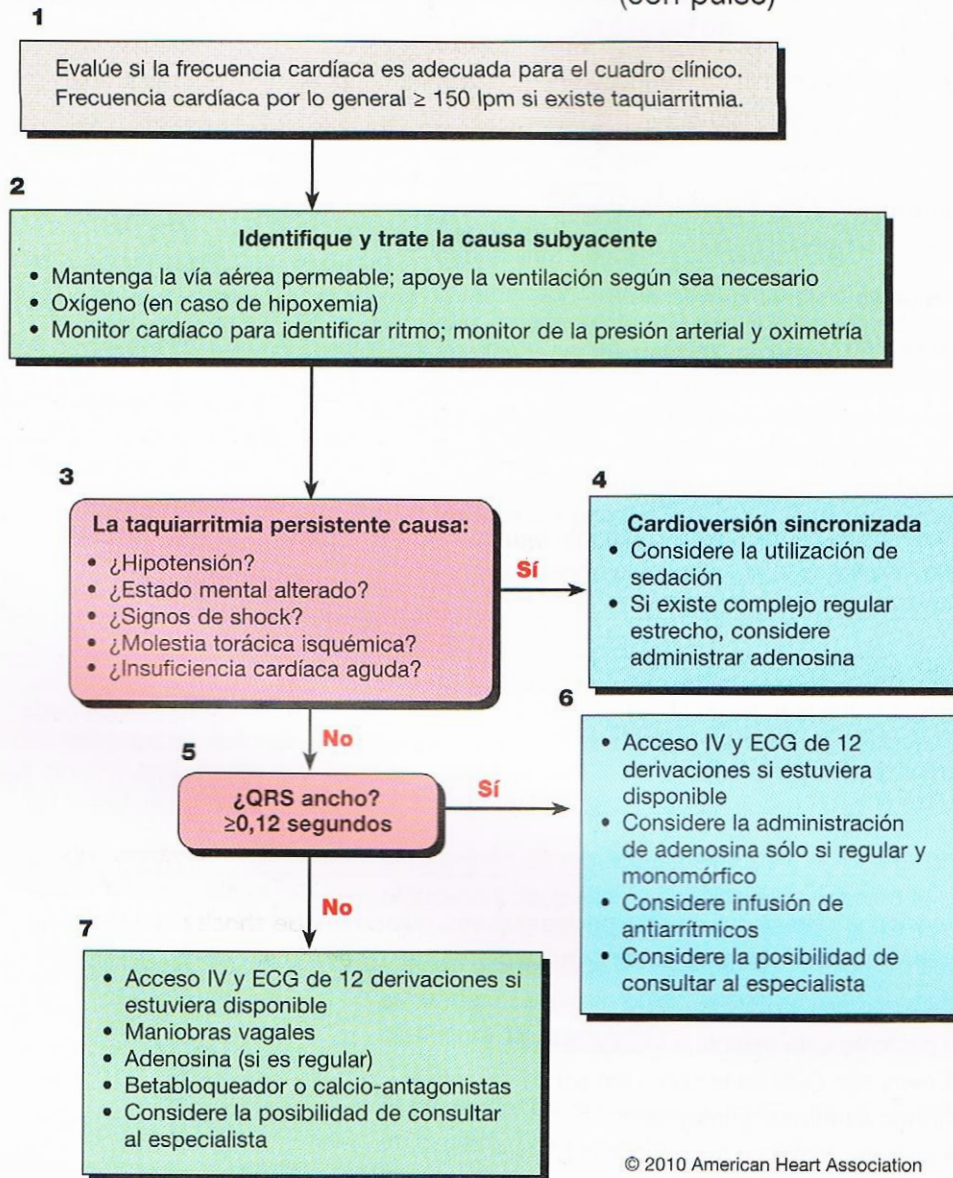 (con pulso)
1
Evalúe si la frecuencia cardíaca es adecuada para el cuadro clínico.
Frecuencia cardíaca por lo general ≥ 150 lpm si existe taquiarritmia.
2
Identifique y trate la causa subyacente
• Mantenga la vía aérea permeable; apoye la ventilación según sea necesario
• Oxígeno (en caso de hipoxemia)
• Monitor cardíaco para identificar ritmo; monitor de la presión arterial y oximetría
3
La taquiarritmia persistente causa:
• ¿Hipotensión?
• ¿Estado mental alterado?
• ¿Signos de shock?
• ¿Molestia torácica isquémica?
• ¿Insuficiencia cardíaca aguda?
Sí
4
Cardioversión sincronizada
• Considere la utilización de
sedación
• Si existe complejo regular
estrecho, considere
administrar adenosina
No
5
¿QRS ancho?
≥0,12 segundos
Sí
6
• Acceso IV y ECG de 12
derivaciones si estuviera
disponible
• Considere la administración
de adenosina sólo si regular y
monomórfico
• Considere infusión de
antiarrítmicos
• Considere la posibilidad de
consultar al especialista
No
7
• Acceso IV y ECG de 12 derivaciones si
estuviera disponible
• Maniobras vagales
• Adenosina (si es regular)
• Betabloqueador o calcio-antagonistas
• Considere la posibilidad de consultar
al especialista
© 2010 American Heart Association